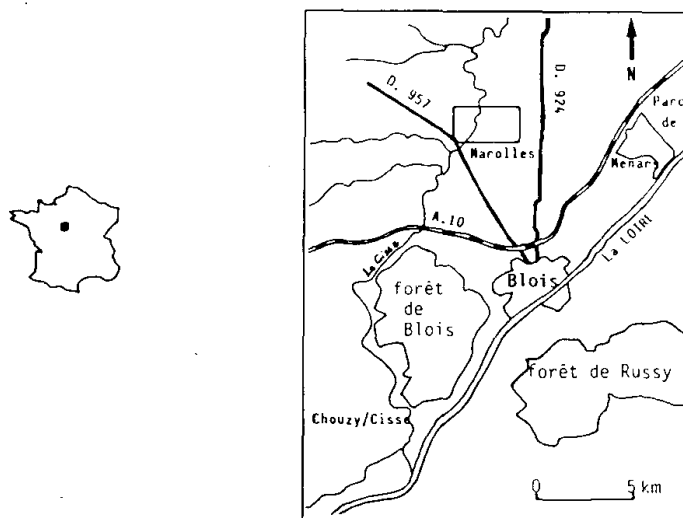 N
D. 957
D. 924
Parc
de
Marolles
Menars
A.10
La LOIRE
La Cisse
Blois
forêt
de
Blois
forêt de Russy
Chouzy/Cisse
0 5 km